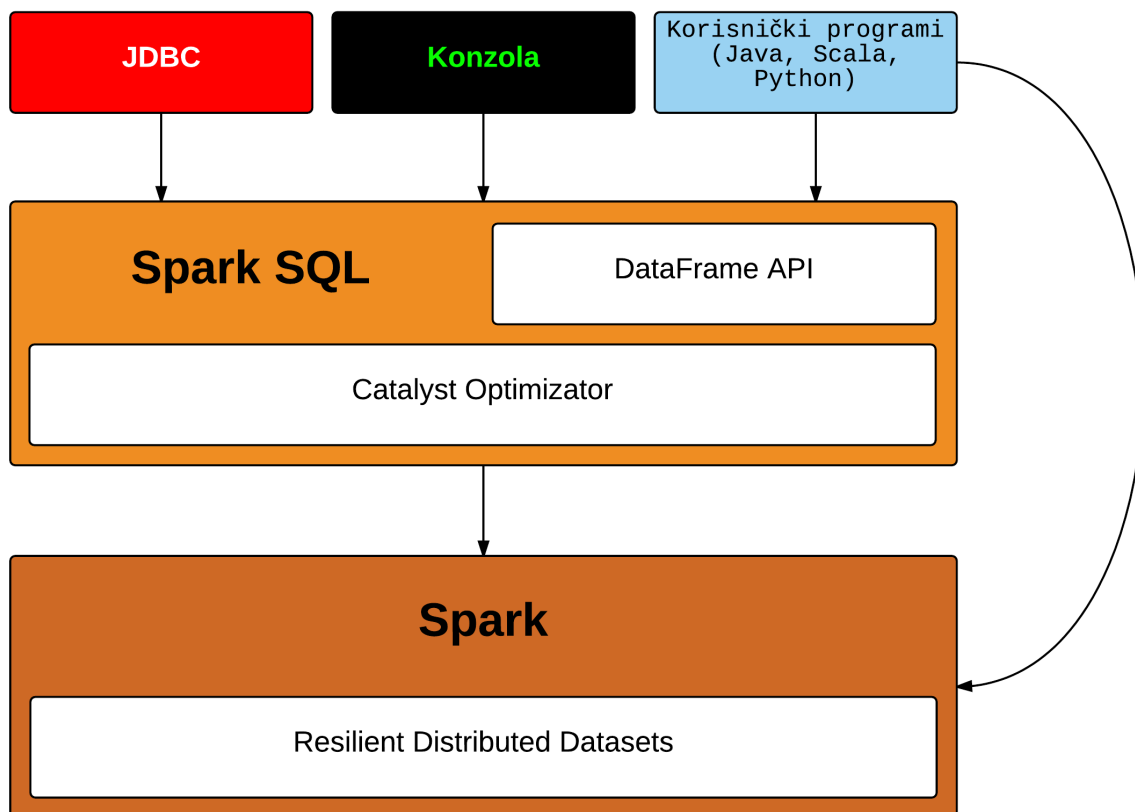 JDBC
Konzola
Korisnički programi
(Java, Scala,
Python)
Spark SQL
DataFrame API
Catalyst Optimizator
Spark
Resilient Distributed Datasets